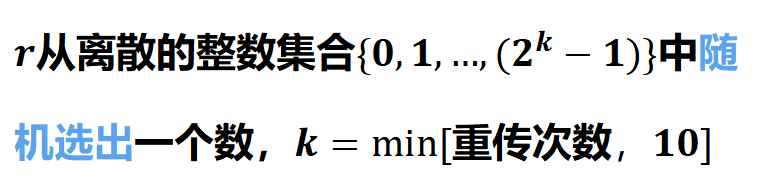 r从离散的整数集合{0, 1, …, (2^k − 1)}中随
机选出一个数，k = min[重传次数，10]